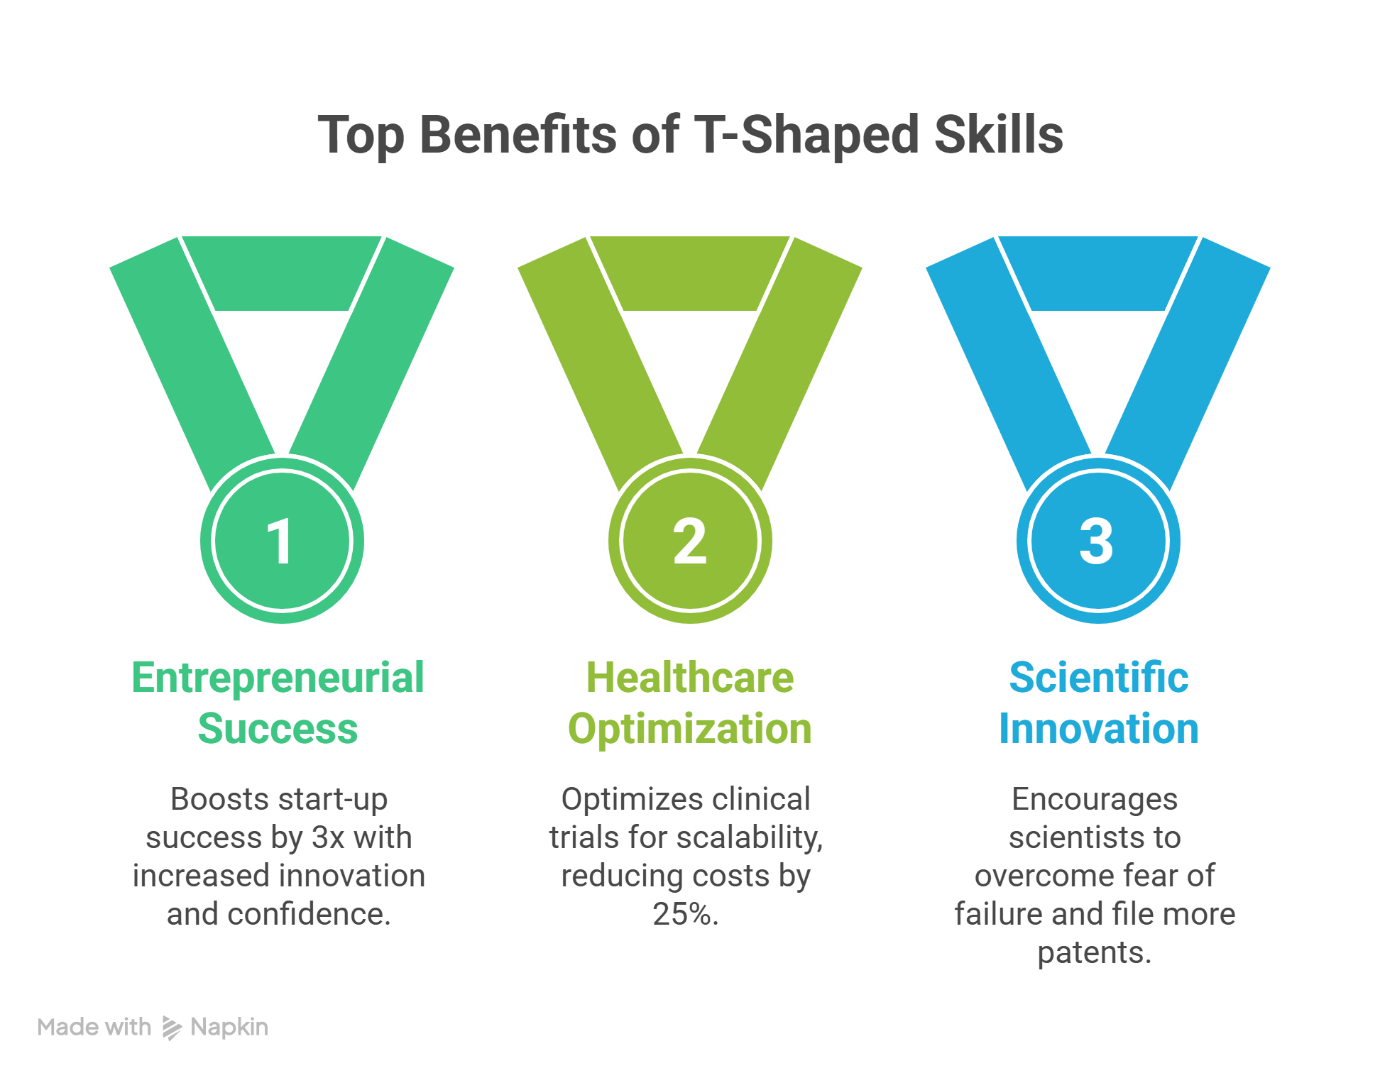 Top Benefits of T-Shaped Skills
1
2
3
Entrepreneurial
Success
Boosts start-up
success by 3x with
increased innovation
and confidence.
Healthcare
Optimization
Optimizes clinical
trials for scalability,
reducing costs by
25%.
Scientific
Innovation
Encourages
scientists to
overcome fear of
failure and file more
patents.
Made with Napkin